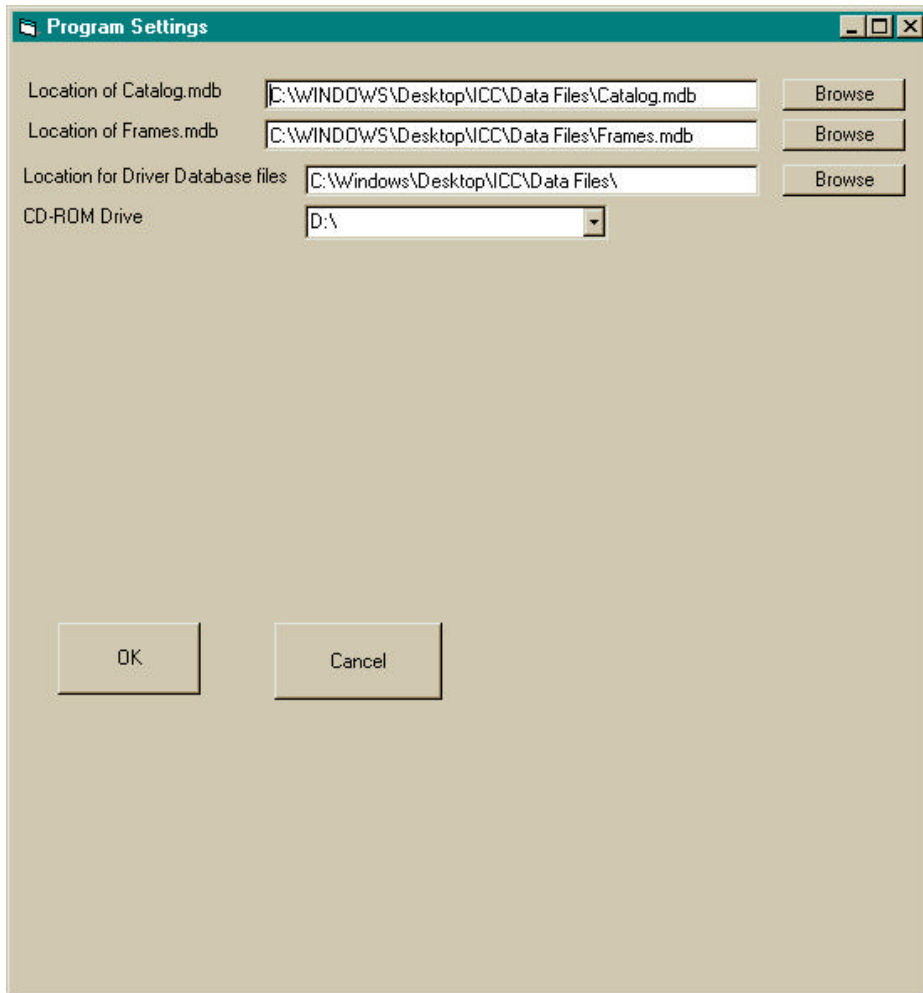 Program Settings
Location of Catalog.mdb C:\WINDOWS\Desktop\ICC\Data Files\Catalog.mdb Browse
Location of Frames.mdb C:\WINDOWS\Desktop\ICC\Data Files\Frames.mdb Browse
Location for Driver Database files C:\Windows\Desktop\ICC\Data Files\ Browse
CD-ROM Drive D:\
OK Cancel